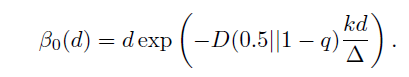 β₀(d) = d exp ( −D(0.5||1 − q) kd/Δ ) .